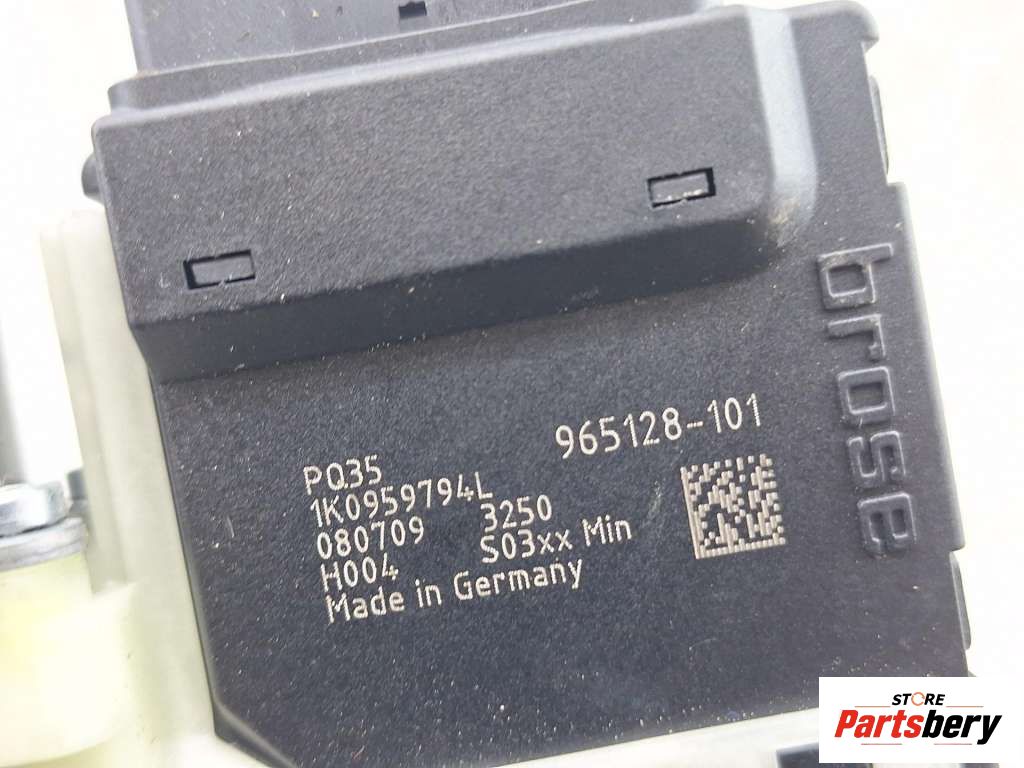 brose
965128-101
PQ35
1K0959794L
080709 3250
H004 S03xx Min
Made in Germany
STORE
Partsbery